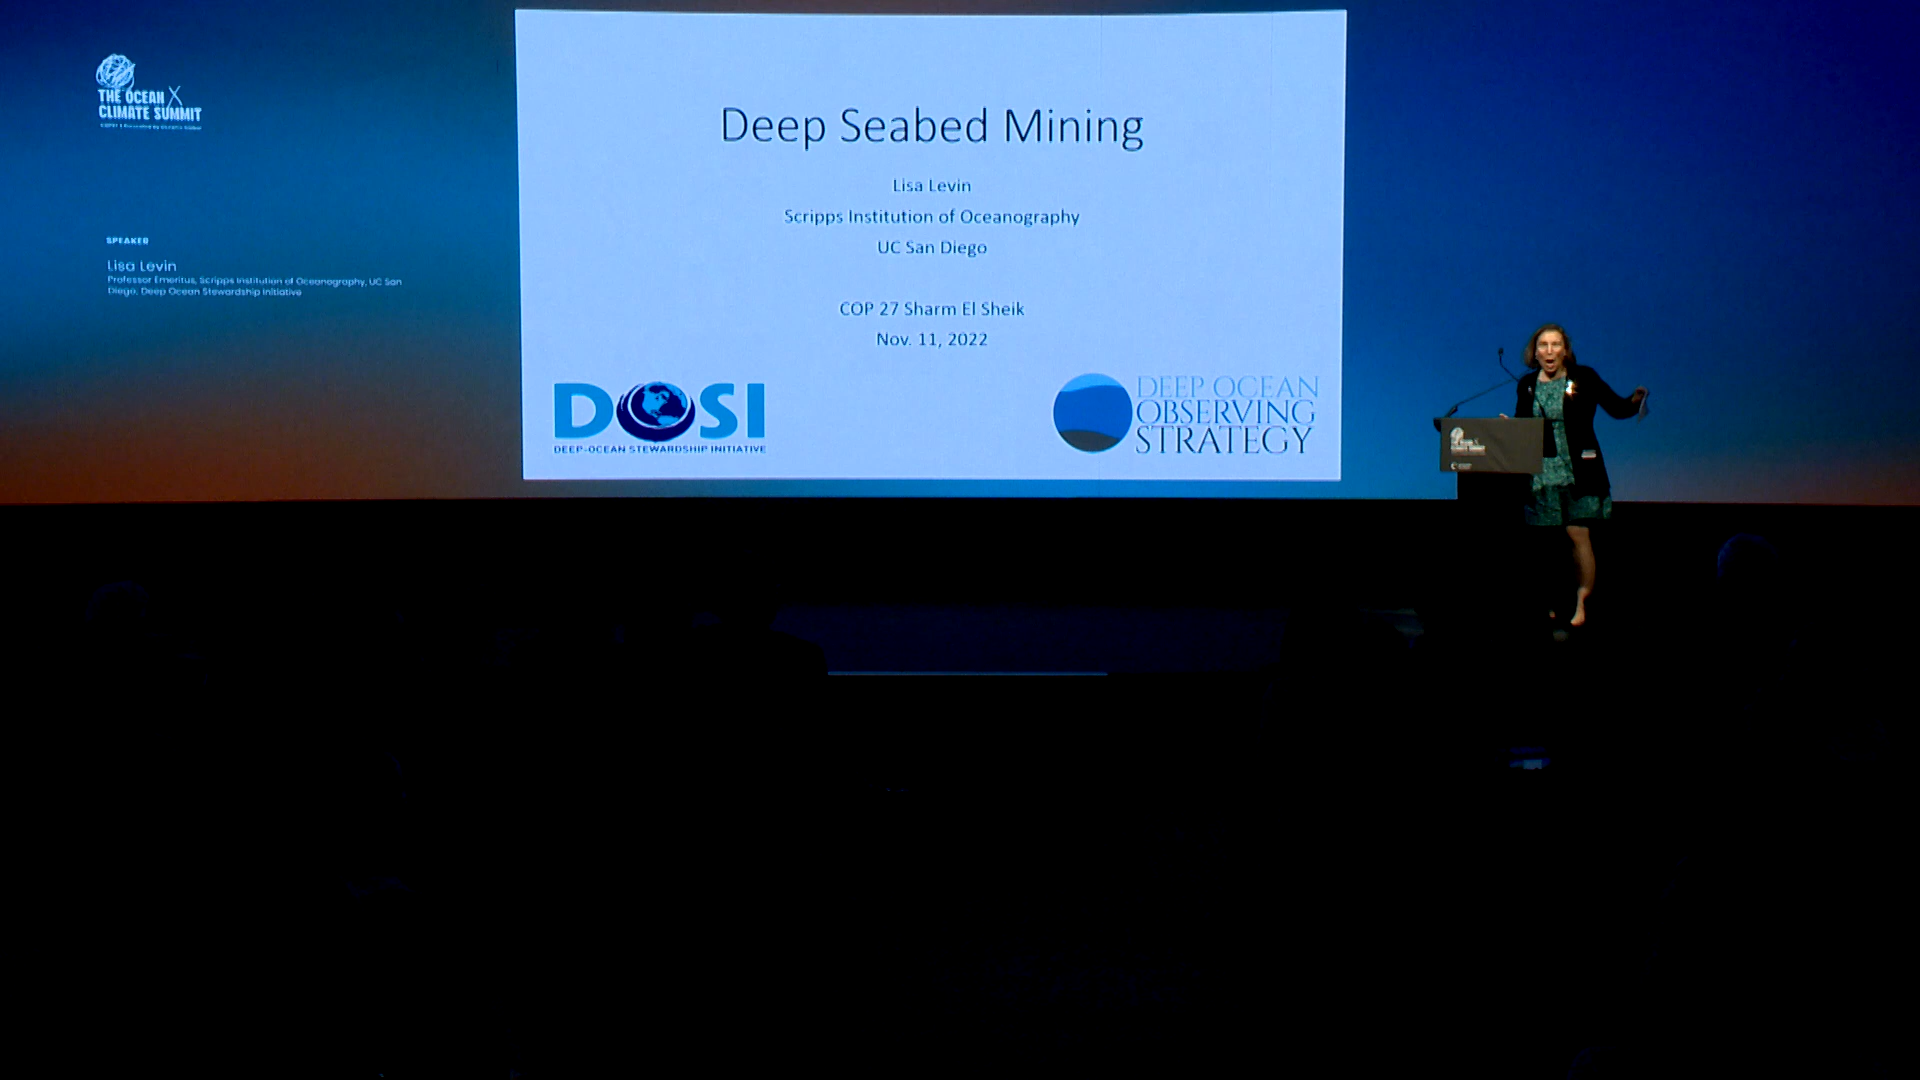 THE OCEAN X
CLIMATE SUMMIT
SPEAKER
Lisa Levin
Professor Emeritus, Scripps Institution of Oceanography, UC San
Diego, Deep Ocean Stewardship Initiative
Deep Seabed Mining
Lisa Levin
Scripps Institution of Oceanography
UC San Diego
COP 27 Sharm El Sheik
Nov. 11, 2022
DOSI
DEEP-OCEAN STEWARDSHIP INITIATIVE
DEEP OCEAN
OBSERVING
STRATEGY